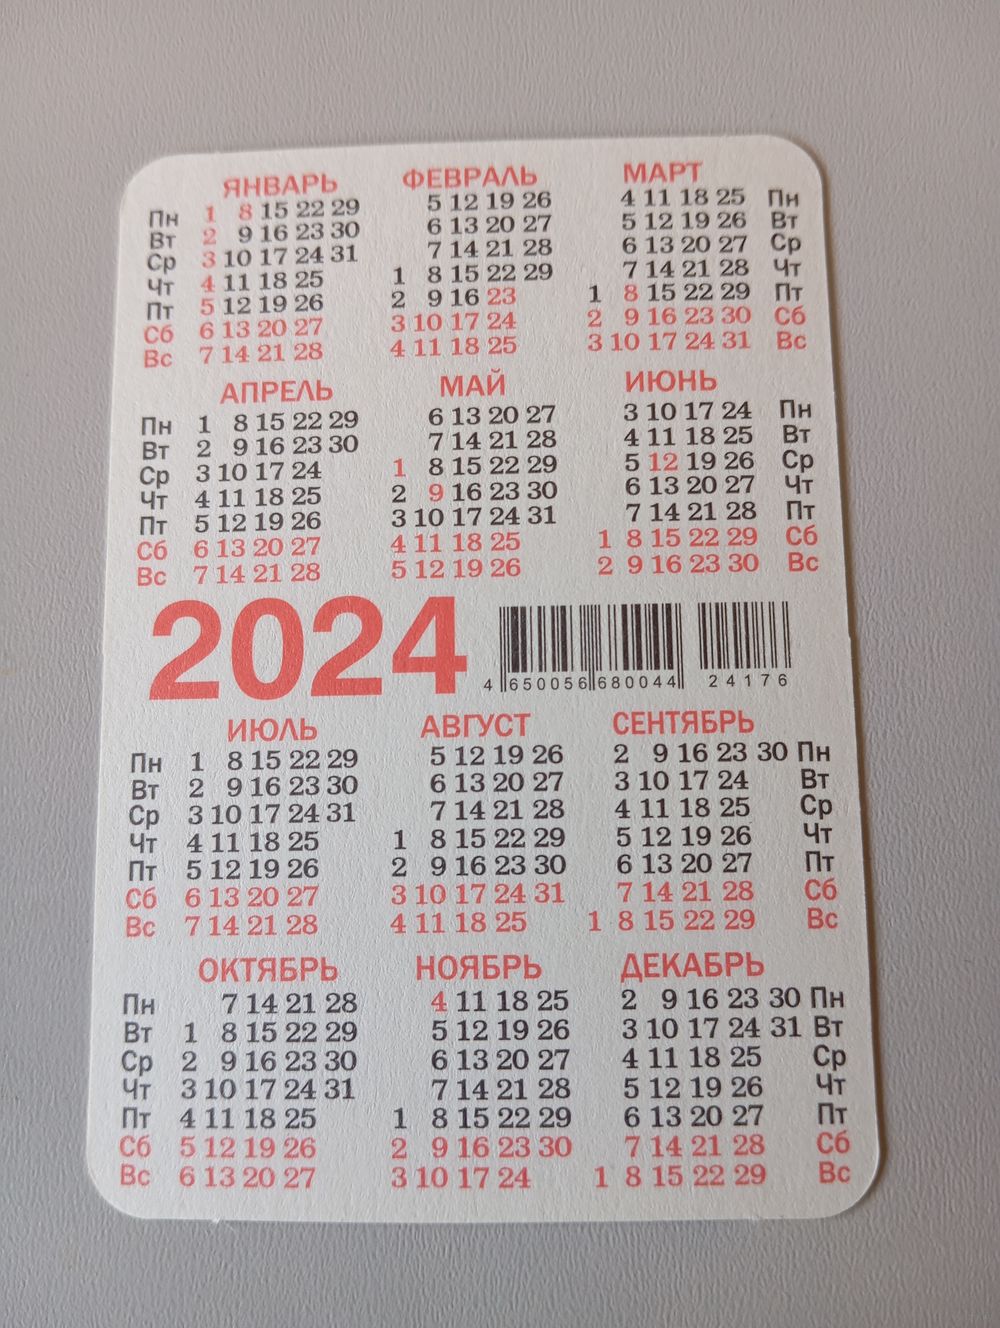 ЯНВАРЬ ФЕВРАЛЬ МАРТ
Пн 1 8 15 22 29 5 12 19 26 4 11 18 25 Пн
Вт 2 9 16 23 30 6 13 20 27 5 12 19 26 Вт
Ср 3 10 17 24 31 7 14 21 28 6 13 20 27 Ср
Чт 4 11 18 25 1 8 15 22 29 7 14 21 28 Чт
Пт 5 12 19 26 2 9 16 23 1 8 15 22 29 Пт
Сб 6 13 20 27 3 10 17 24 2 9 16 23 30 Сб
Вс 7 14 21 28 4 11 18 25 3 10 17 24 31 Вс
АПРЕЛЬ МАЙ ИЮНЬ
Пн 1 8 15 22 29 6 13 20 27 3 10 17 24 Пн
Вт 2 9 16 23 30 7 14 21 28 4 11 18 25 Вт
Ср 3 10 17 24 1 8 15 22 29 5 12 19 26 Ср
Чт 4 11 18 25 2 9 16 23 30 6 13 20 27 Чт
Пт 5 12 19 26 3 10 17 24 31 7 14 21 28 Пт
Сб 6 13 20 27 4 11 18 25 1 8 15 22 29 Сб
Вс 7 14 21 28 5 12 19 26 2 9 16 23 30 Вс
2024 4 650056 680044 24176
ИЮЛЬ АВГУСТ СЕНТЯБРЬ
Пн 1 8 15 22 29 5 12 19 26 2 9 16 23 30 Пн
Вт 2 9 16 23 30 6 13 20 27 3 10 17 24 Вт
Ср 3 10 17 24 31 7 14 21 28 4 11 18 25 Ср
Чт 4 11 18 25 1 8 15 22 29 5 12 19 26 Чт
Пт 5 12 19 26 2 9 16 23 30 6 13 20 27 Пт
Сб 6 13 20 27 3 10 17 24 31 7 14 21 28 Сб
Вс 7 14 21 28 4 11 18 25 1 8 15 22 29 Вс
ОКТЯБРЬ НОЯБРЬ ДЕКАБРЬ
Пн 7 14 21 28 4 11 18 25 2 9 16 23 30 Пн
Вт 1 8 15 22 29 5 12 19 26 3 10 17 24 31 Вт
Ср 2 9 16 23 30 6 13 20 27 4 11 18 25 Ср
Чт 3 10 17 24 31 7 14 21 28 5 12 19 26 Чт
Пт 4 11 18 25 1 8 15 22 29 6 13 20 27 Пт
Сб 5 12 19 26 2 9 16 23 30 7 14 21 28 Сб
Вс 6 13 20 27 3 10 17 24 1 8 15 22 29 Вс